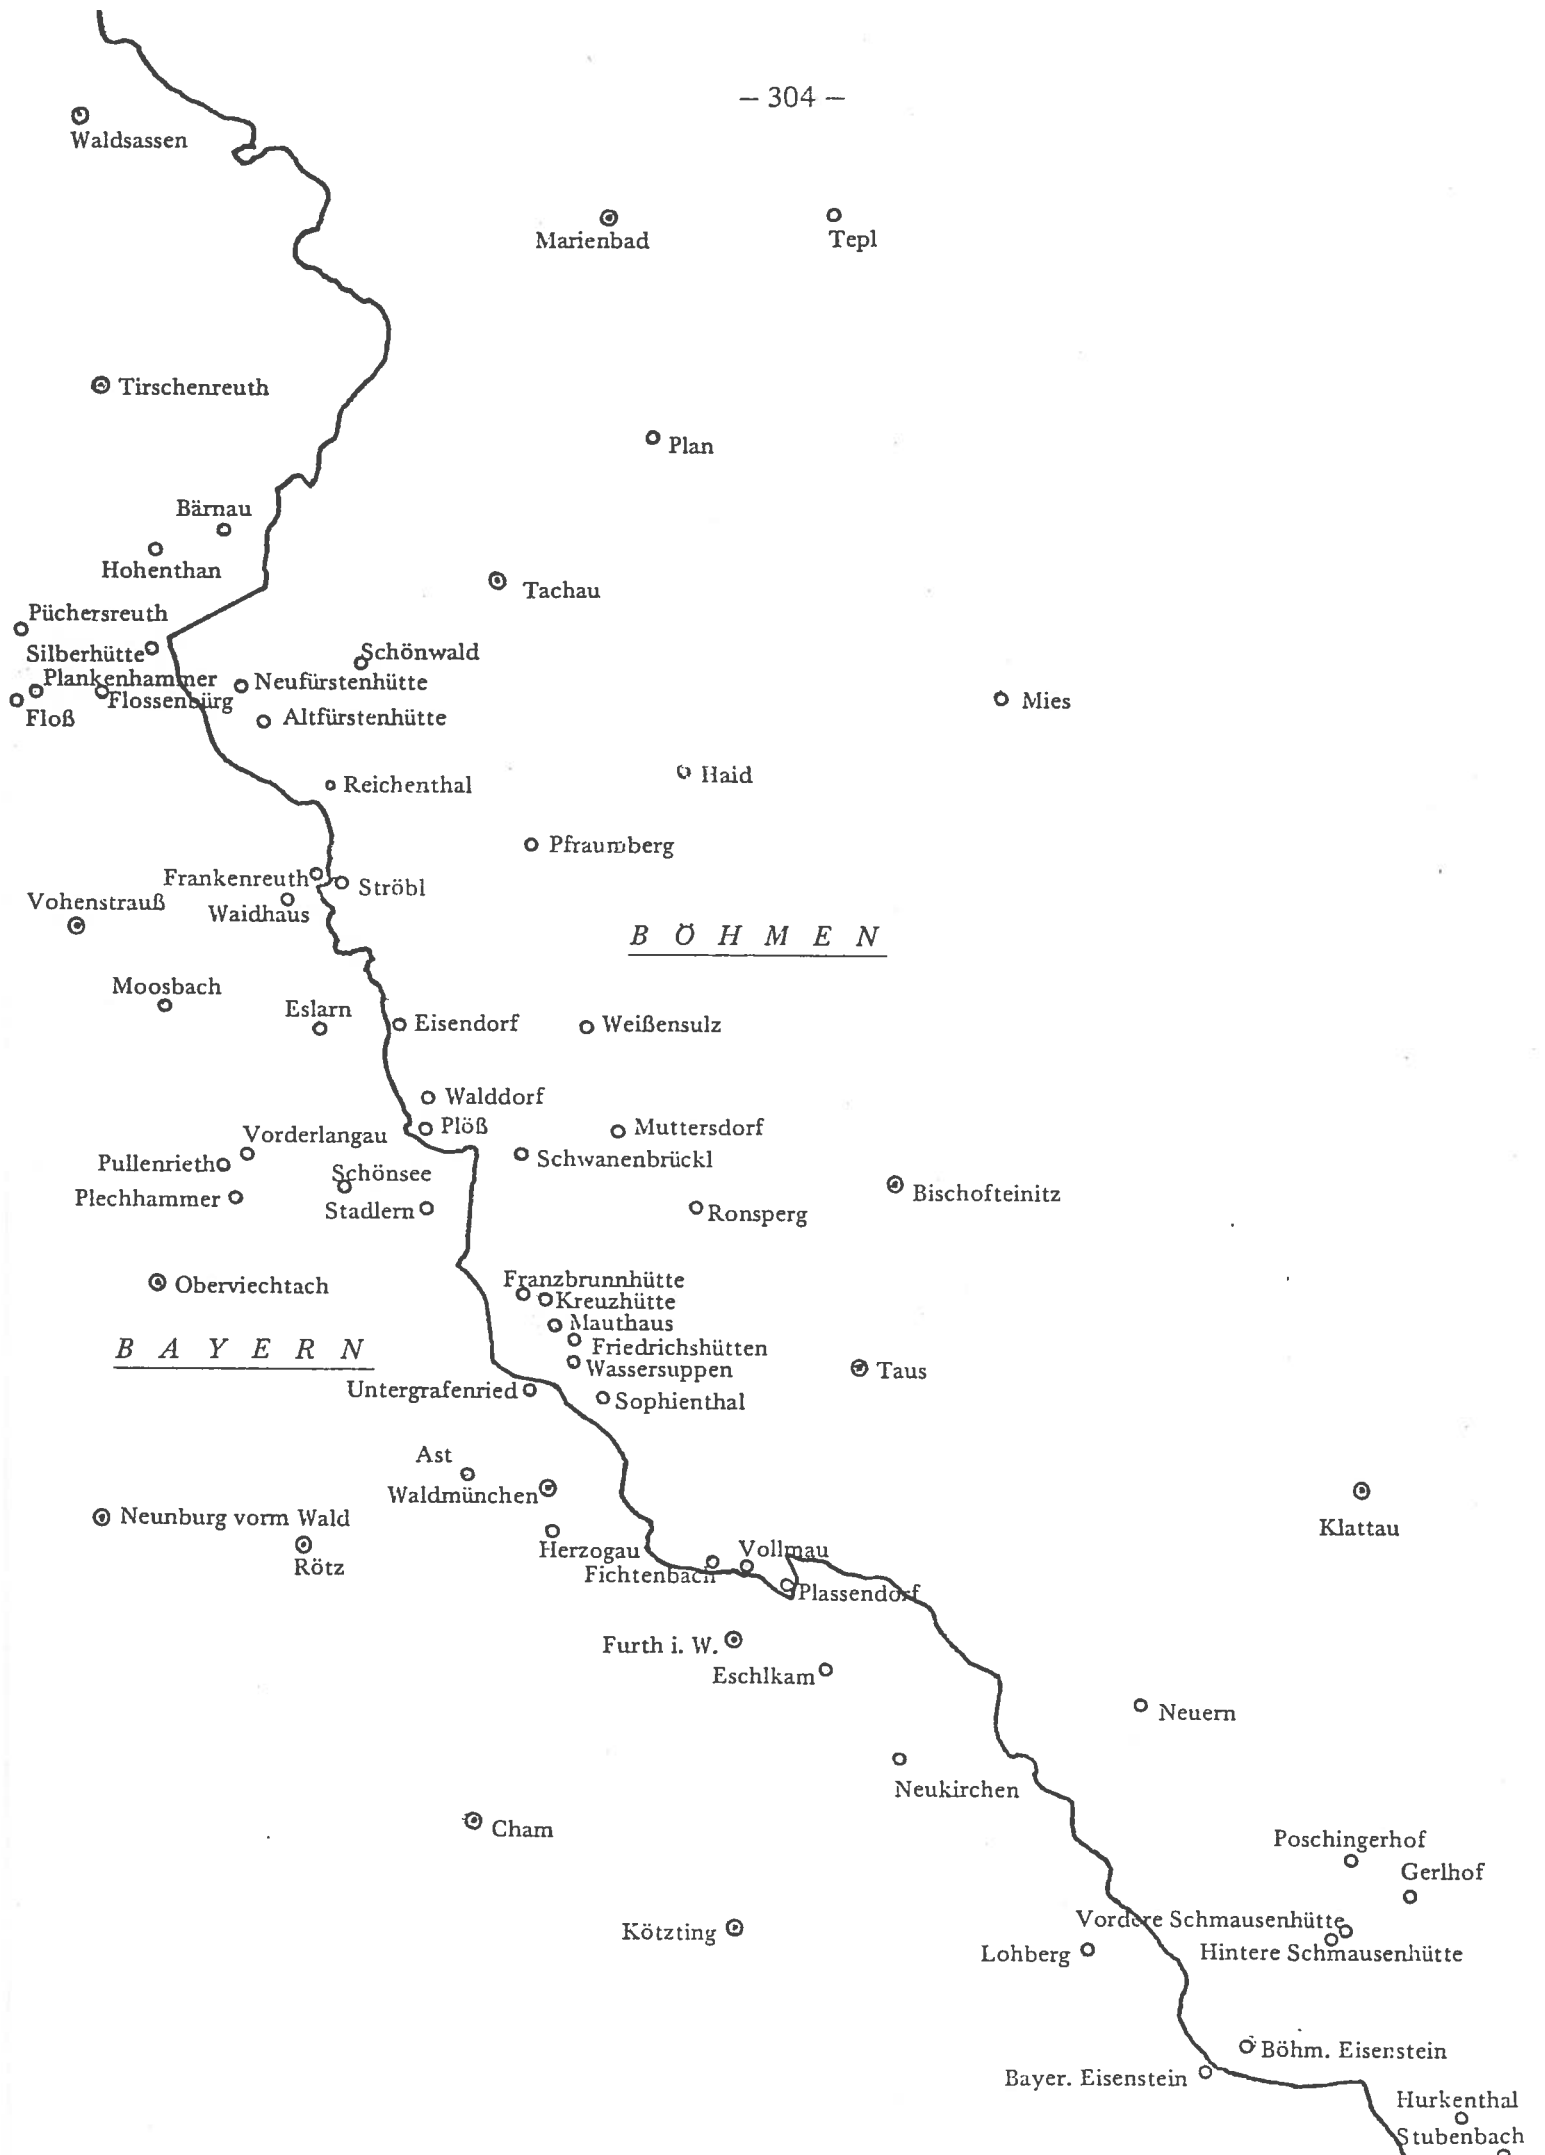 – 304 –
Waldsassen
Marienbad
Tepl
Tirschenreuth
Plan
Bärnau
Hohenthan
Tachau
Püchersreuth
Silberhütte
Schönwald
Plankenhammer
Neufürstenhütte
Flossenbürg
Mies
Floß
Altfürstenhütte
Haid
Reichenthal
Pfraumberg
Frankenreuth
Ströbl
Vohenstrauß
Waidhaus
BÖHMEN
Moosbach
Eslarn
Eisendorf
Weißensulz
Walddorf
Plöß
Muttersdorf
Vorderlangau
Schwanenbrückl
Pullenrieth
Schönsee
Bischofteinitz
Plechhammer
Stadlern
Ronsperg
Franzbrunnhütte
Oberviechtach
Kreuzhütte
Mauthaus
BAYERN
Friedrichshütten
Wassersuppen
Taus
Untergrafenried
Sophienthal
Ast
Waldmünchen
Neunburg vorm Wald
Klattau
Rötz
Herzogau
Vollmau
Fichtenbach
Plassendorf
Furth i. W.
Eschlkam
Neuern
Neukirchen
Cham
Poschingerhof
Gerlhof
Vordere Schmausenhütte
Kötzting
Lohberg
Hintere Schmausenhütte
Böhm. Eisenstein
Bayer. Eisenstein
Hurkenthal
Stubenbach